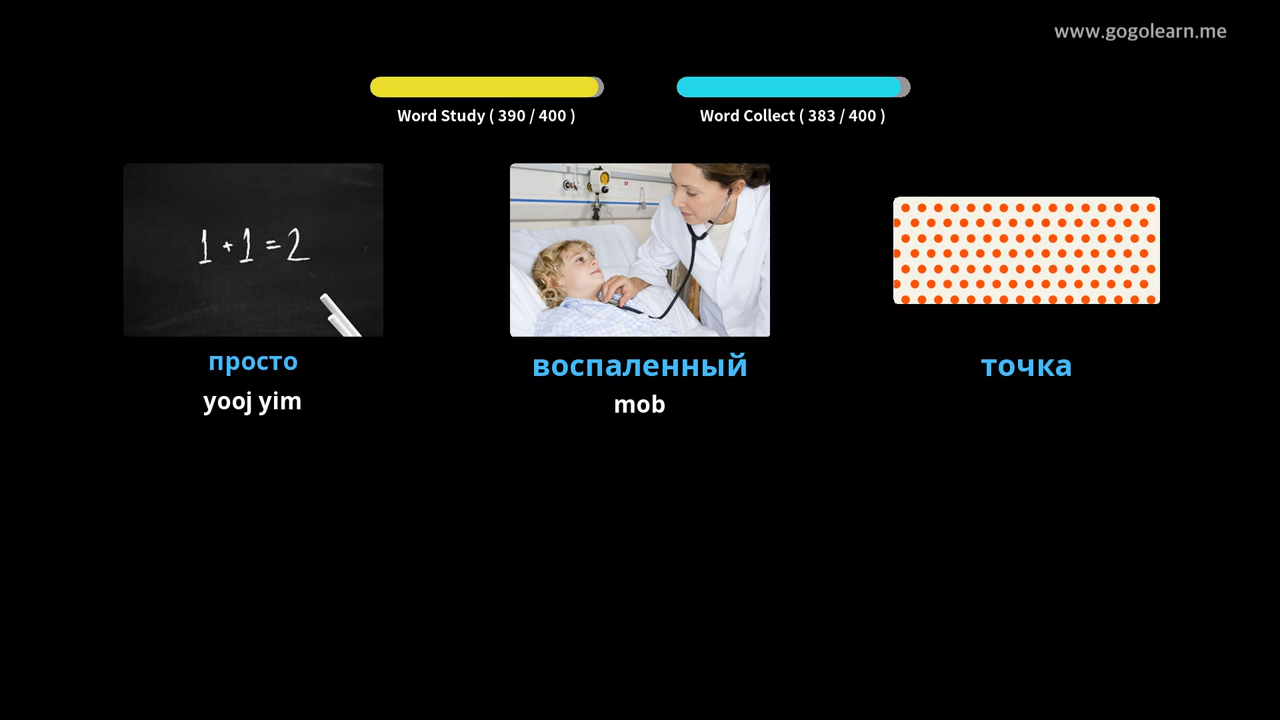 www.gogolearn.me
Word Study ( 390 / 400 )
Word Collect ( 383 / 400 )
1 + 1 = 2
просто
yooj yim
воспаленный
mob
точка